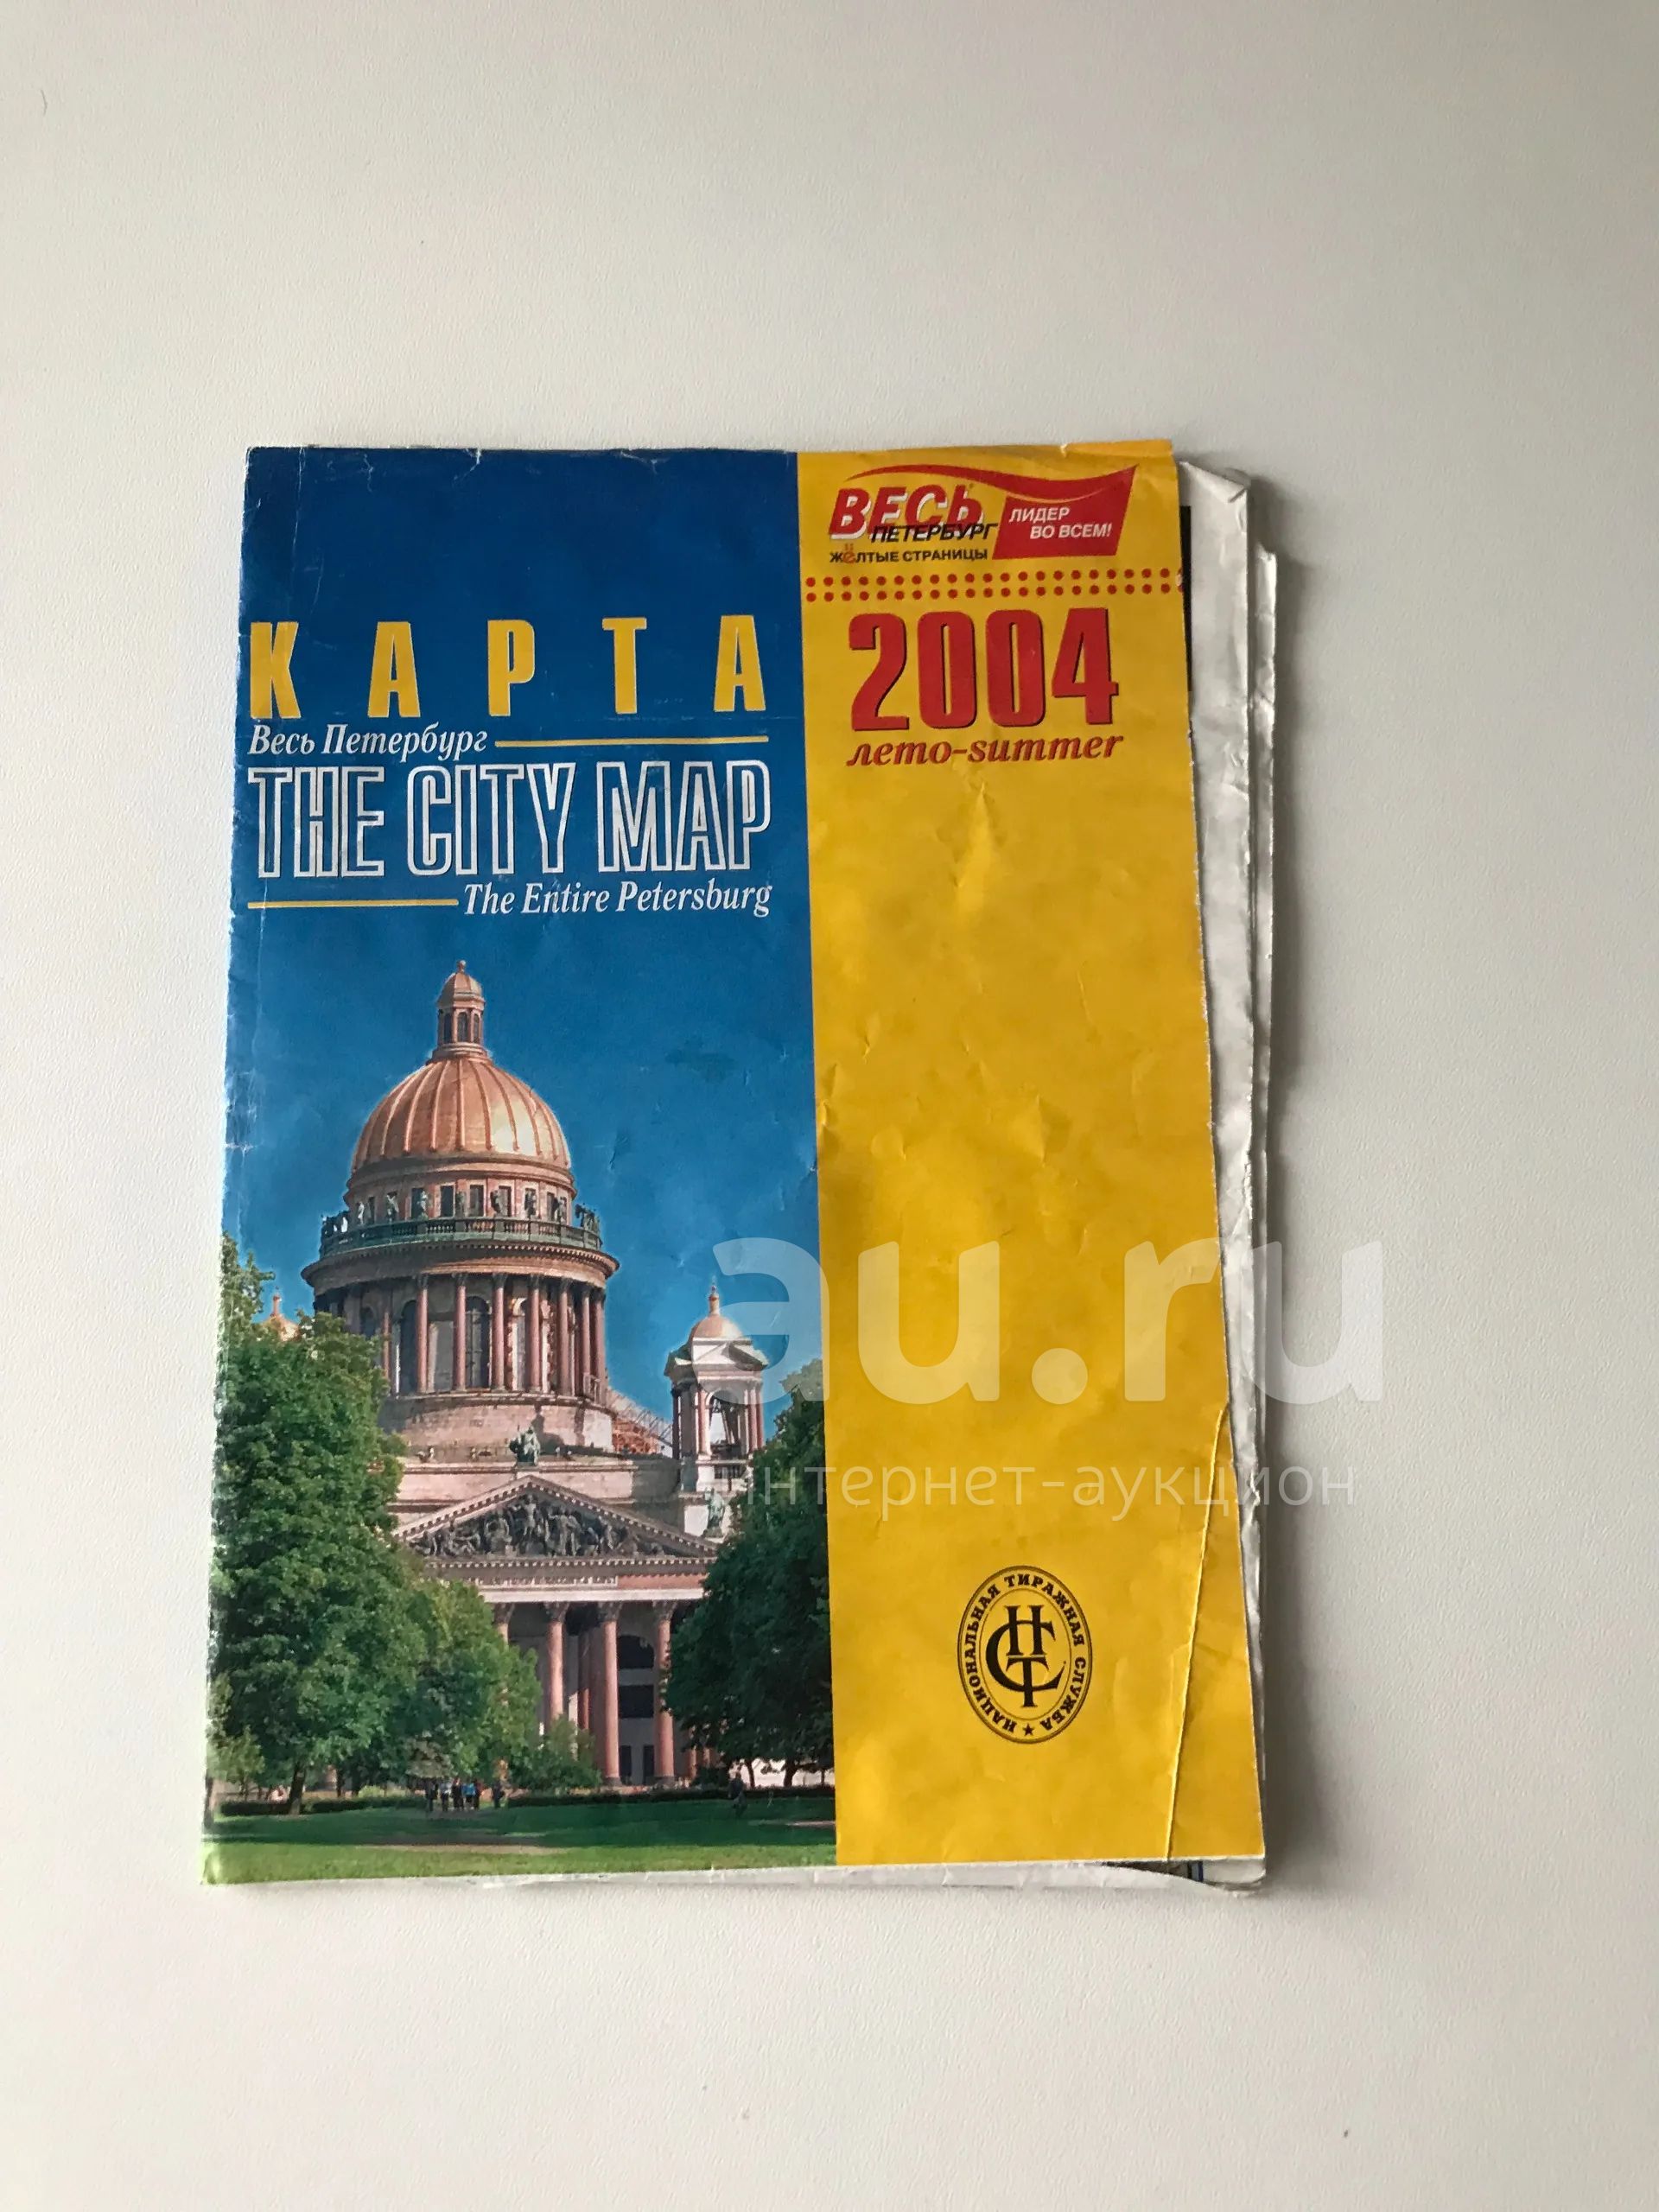 ВЕСЬ
ПЕТЕРБУРГ
ЖёЛТЫЕ СТРАНИЦЫ
ЛИДЕР
ВО ВСЕМ!
КАРТА
Весь Петербург
THE CITY MAP
The Entire Petersburg
2004
лето-summer
au.ru
интернет-аукцион
НАЦИОНАЛЬНАЯ ТИРАЖНАЯ СЛУЖБА ★
НТС